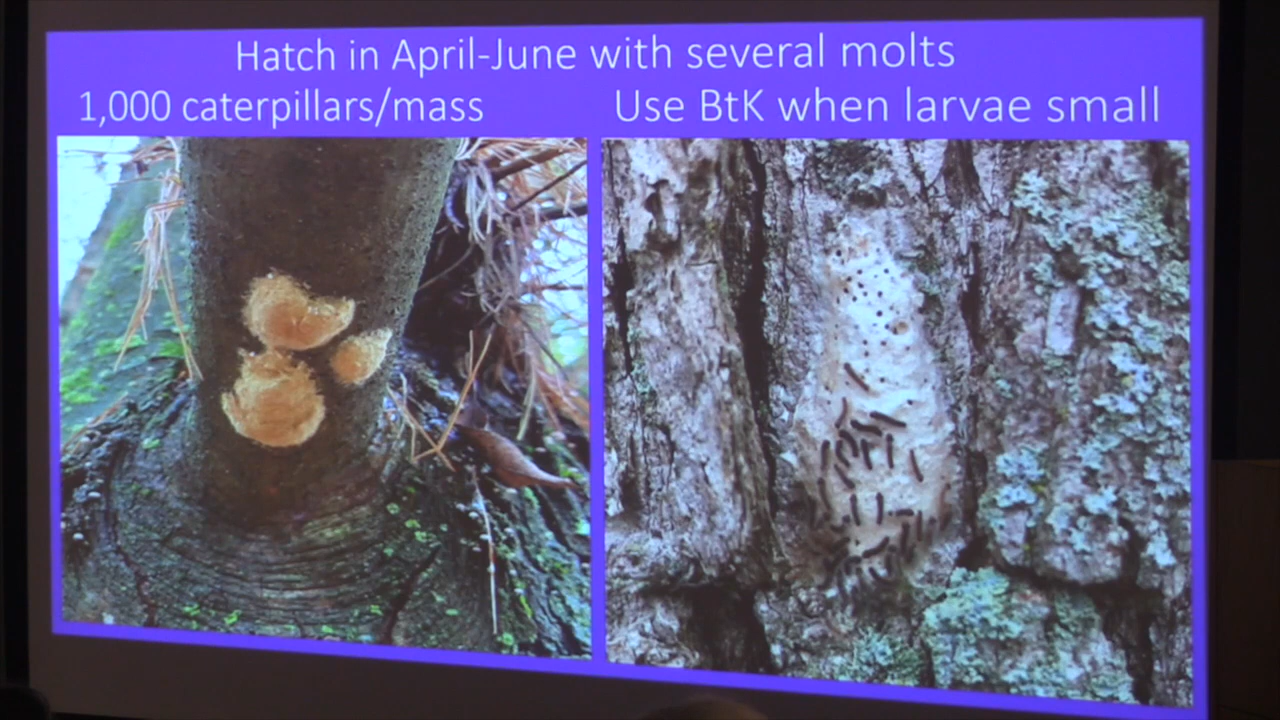 Hatch in April-June with several molts
1,000 caterpillars/mass
Use BtK when larvae small